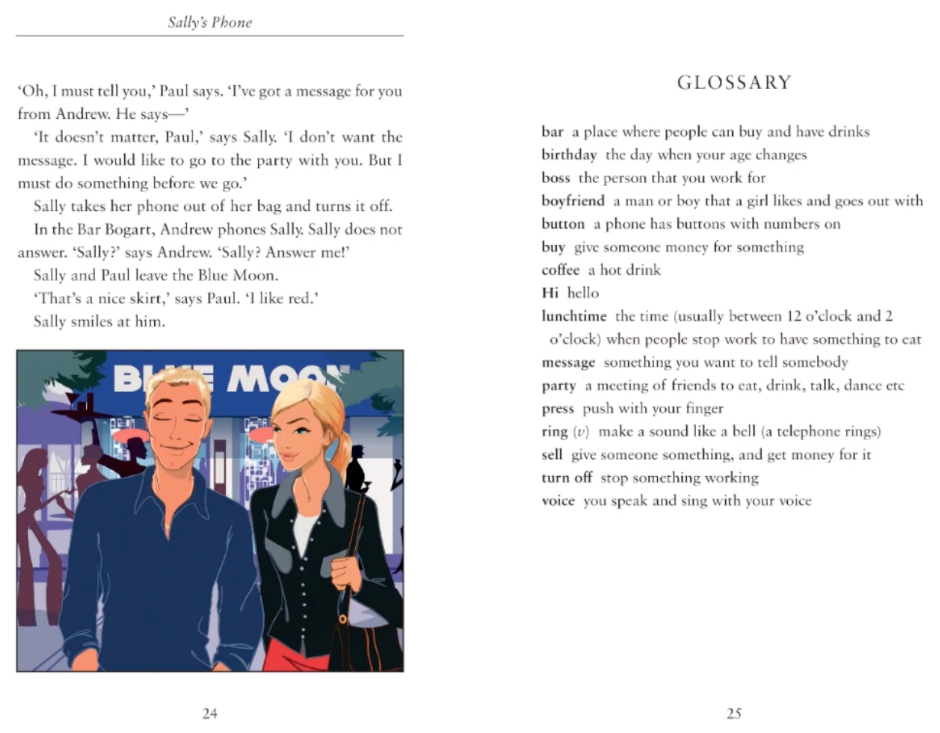 Sally's Phone
'Oh, I must tell you,' Paul says. 'I've got a message for you
from Andrew. He says—'
'It doesn't matter, Paul,' says Sally. 'I don't want the
message. I would like to go to the party with you. But I
must do something before we go.'
Sally takes her phone out of her bag and turns it off.
In the Bar Bogart, Andrew phones Sally. Sally does not
answer. 'Sally?' says Andrew. 'Sally? Answer me!'
Sally and Paul leave the Blue Moon.
'That's a nice skirt,' says Paul. 'I like red.'
Sally smiles at him.
BLUE MOON
24
GLOSSARY
bar a place where people can buy and have drinks
birthday the day when your age changes
boss the person that you work for
boyfriend a man or boy that a girl likes and goes out with
button a phone has buttons with numbers on
buy give someone money for something
coffee a hot drink
Hi hello
lunchtime the time (usually between 12 o'clock and 2
o'clock) when people stop work to have something to eat
message something you want to tell somebody
party a meeting of friends to eat, drink, talk, dance etc
press push with your finger
ring (v) make a sound like a bell (a telephone rings)
sell give someone something, and get money for it
turn off stop something working
voice you speak and sing with your voice
25